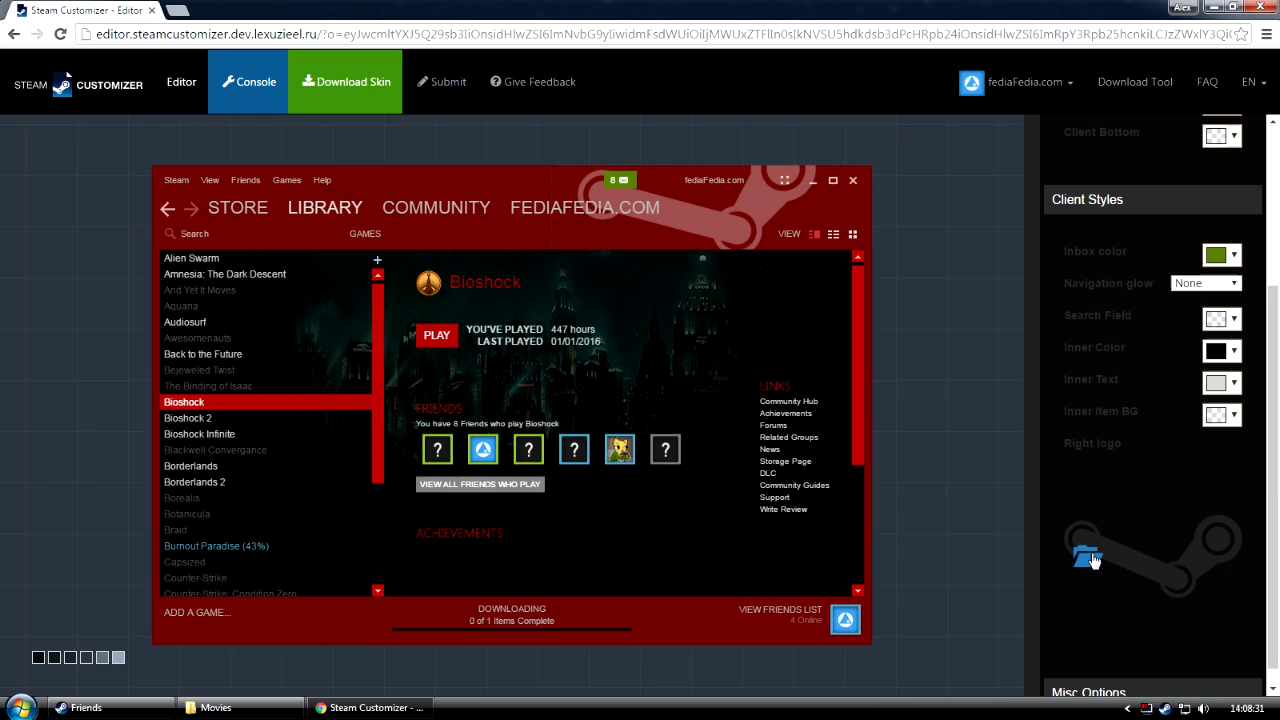 Steam Customizer - Editor
Alex
editor.steamcustomizer.dev.lexuzieel.ru/?o=
STEAM CUSTOMIZER
Editor
Console
Download Skin
Submit
Give Feedback
fediaFedia.com
Download Tool
FAQ
EN
Client Bottom
Client Styles
Inbox color
Navigation glow
None
Search Field
Inner Color
Inner Text
Inner Item BG
Right logo
Misc Options
Steam View Friends Games Help
8
fediaFedia.com
STORE LIBRARY COMMUNITY FEDIAFEDIA.COM
Search
GAMES
VIEW
Alien Swarm
+
Amnesia: The Dark Descent
And Yet It Moves
Aquaria
Audiosurf
Awesomenauts
Back to the Future
Bejeweled Twist
The Binding of Isaac
Bioshock
Bioshock 2
Bioshock Infinite
Blackwell Convergance
Borderlands
Borderlands 2
Borealis
Botanicula
Braid
Burnout Paradise (43%)
Capsized
Counter-Strike
Counter-Strike: Condition Zero
Bioshock
PLAY
YOU'VE PLAYED 447 hours
LAST PLAYED 01/01/2016
FRIENDS
You have 8 Friends who play Bioshock
? ? ? ?
VIEW ALL FRIENDS WHO PLAY
ACHIEVEMENTS
LINKS
Community Hub
Achievements
Forums
Related Groups
News
Storage Page
DLC
Community Guides
Support
Write Review
ADD A GAME...
DOWNLOADING
0 of 1 Items Complete
VIEW FRIENDS LIST
4 Online
Friends
Movies
Steam Customizer - ...
14:08:31